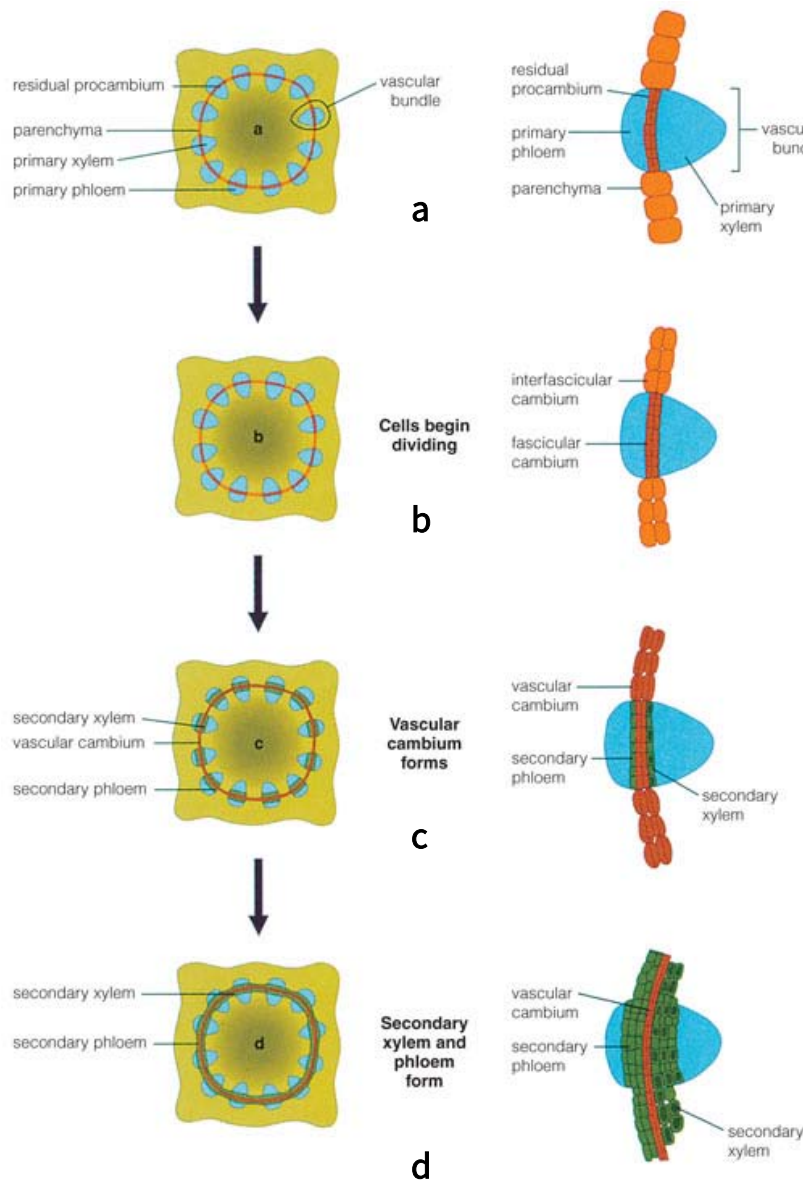 residual procambium
parenchyma
primary xylem
primary phloem
vascular
bundle
a
a
residual
procambium
primary
phloem
parenchyma
vascu
bund
primary
xylem
b
Cells begin
dividing
b
interfascicular
cambium
fascicular
cambium
secondary xylem
vascular cambium
secondary phloem
c
Vascular
cambium
forms
c
vascular
cambium
secondary
phloem
secondary
xylem
secondary xylem
secondary phloem
d
Secondary
xylem and
phloem
form
d
vascular
cambium
secondary
phloem
secondary
xylem